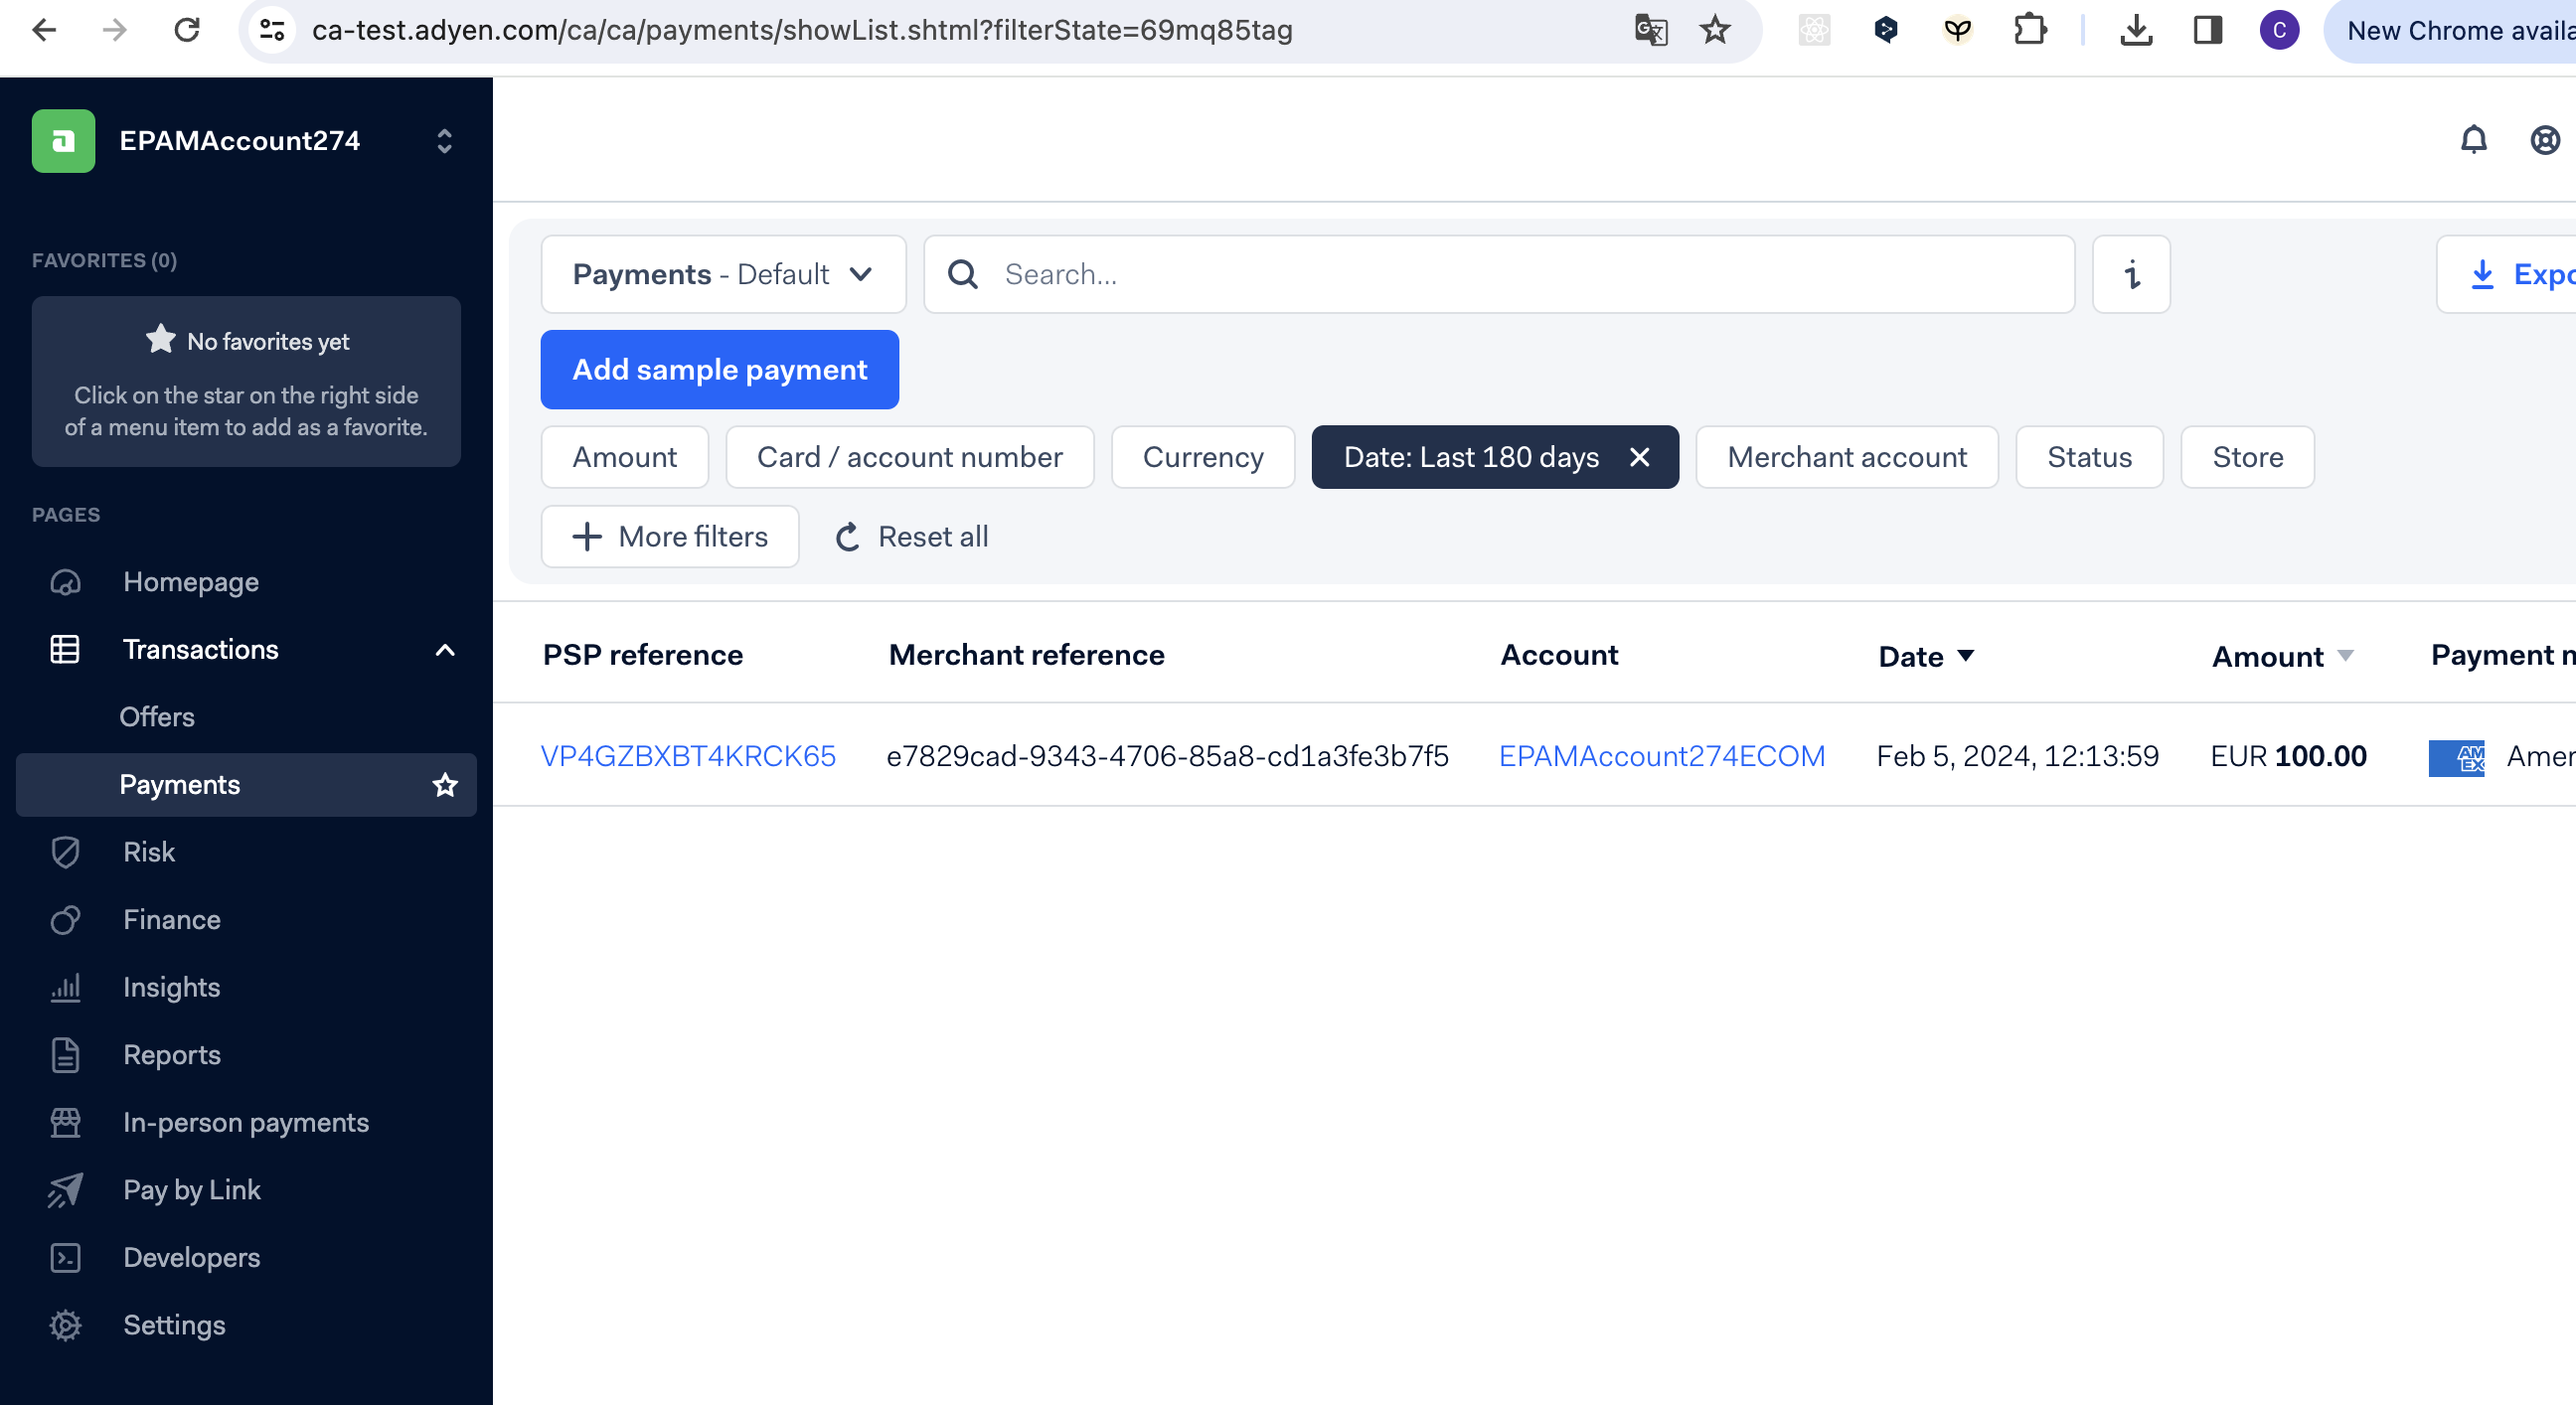 ca-test.adyen.com/ca/ca/payments/showList.shtml?filterState=69mq85tag
C
New Chrome availa
a
EPAMAccount274
FAVORITES (0)
No favorites yet
Click on the star on the right side
of a menu item to add as a favorite.
PAGES
Homepage
Transactions
Offers
Payments
Risk
Finance
Insights
Reports
In-person payments
Pay by Link
Developers
Settings
Payments - Default
Search...
i
Expo
Add sample payment
Amount
Card / account number
Currency
Date: Last 180 days
Merchant account
Status
Store
More filters
Reset all
PSP reference Merchant reference Account Date Amount Payment m
VP4GZBXBT4KRCK65 e7829cad-9343-4706-85a8-cd1a3fe3b7f5 EPAMAccount274ECOM Feb 5, 2024, 12:13:59 EUR 100.00 AM EX Amer